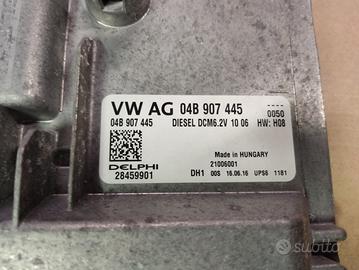 VW AG 04B 907 445 ----
04B 907 445 DIESEL DCM6.2V 10 06 0050
HW: H08
Made in HUNGARY
21006001
DELPHI
28459901 DH1 00S 16.06.16 UPS6 1181
subito